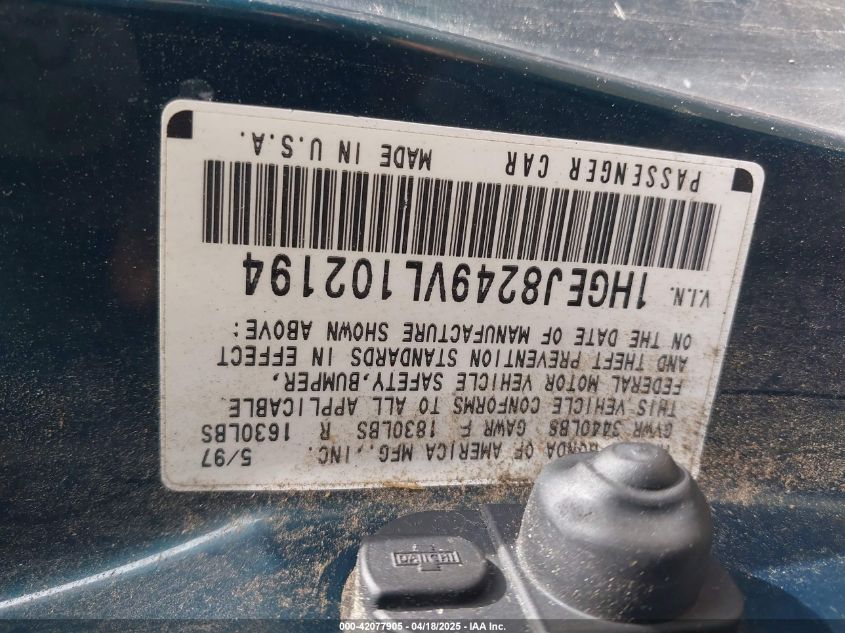 HONDA OF AMERICA MFG., INC. 5/97
GVWR 3440LBS GAWR F 1830LBS R 1630LBS
THIS VEHICLE CONFORMS TO ALL APPLICABLE
FEDERAL MOTOR VEHICLE SAFETY,BUMPER,
AND THEFT PREVENTION STANDARDS IN EFFECT
ON THE DATE OF MANUFACTURE SHOWN ABOVE:
V.I.N. 1HGEJ8249VL102194
PASSENGER CAR MADE IN U.S.A.
000-42077905 - 04/18/2025 - IAA Inc.